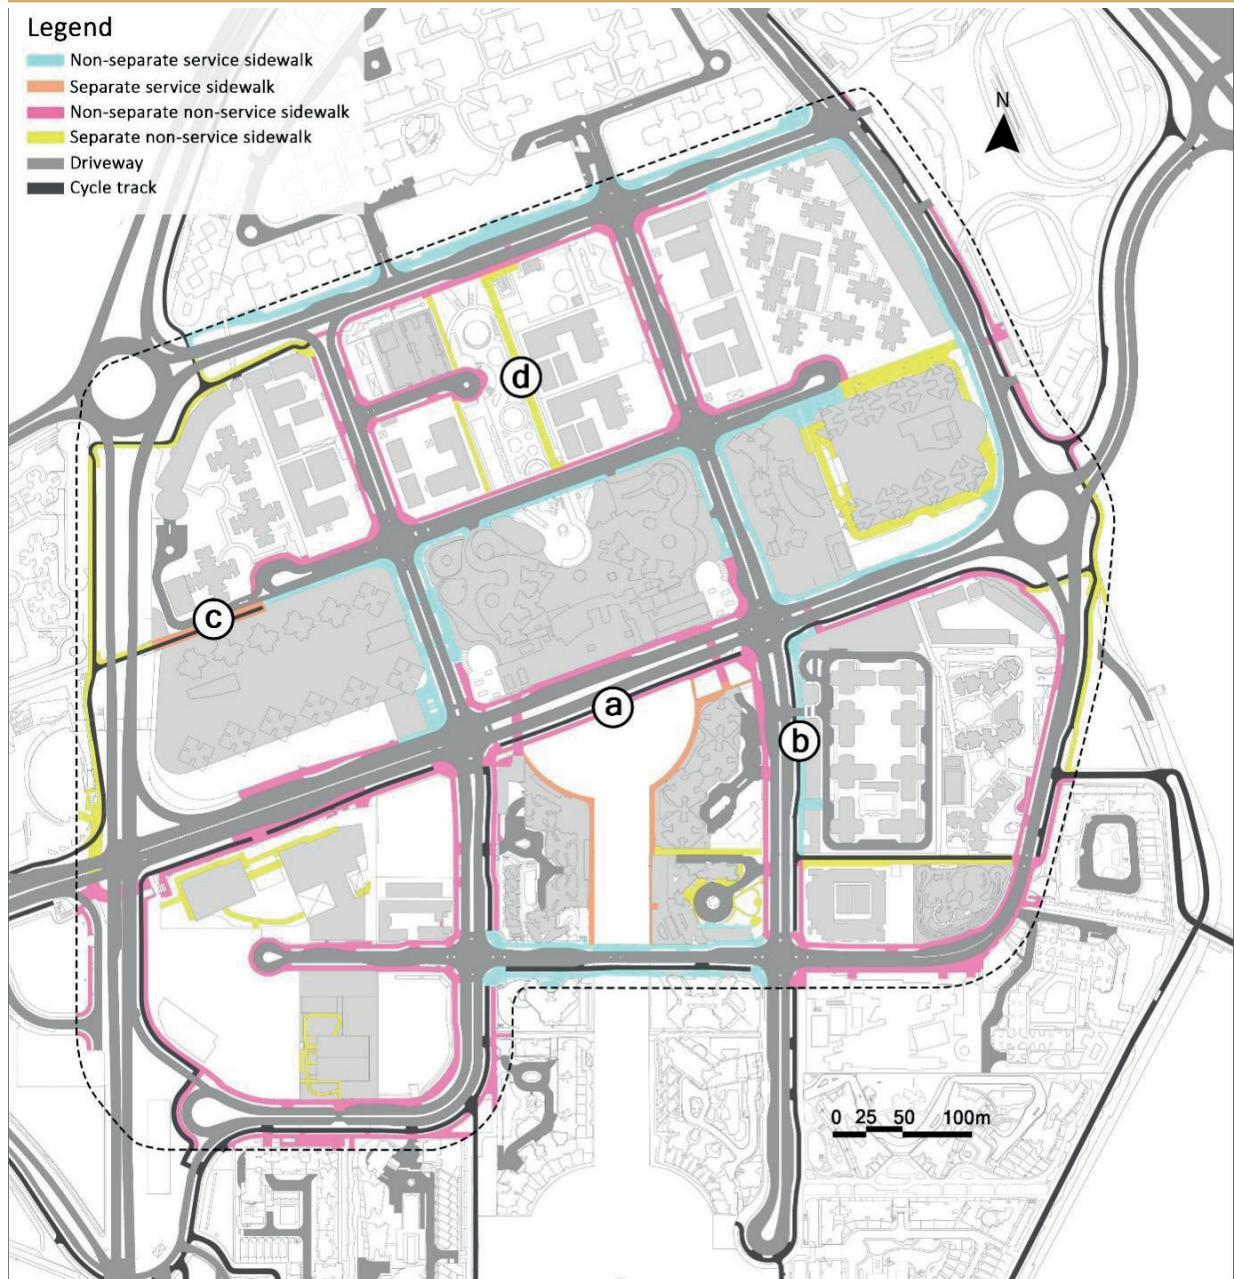 Legend
Non-separate service sidewalk
Separate service sidewalk
Non-separate non-service sidewalk
Separate non-service sidewalk
Driveway
Cycle track
N
d
c
a
b
0 25 50 100m